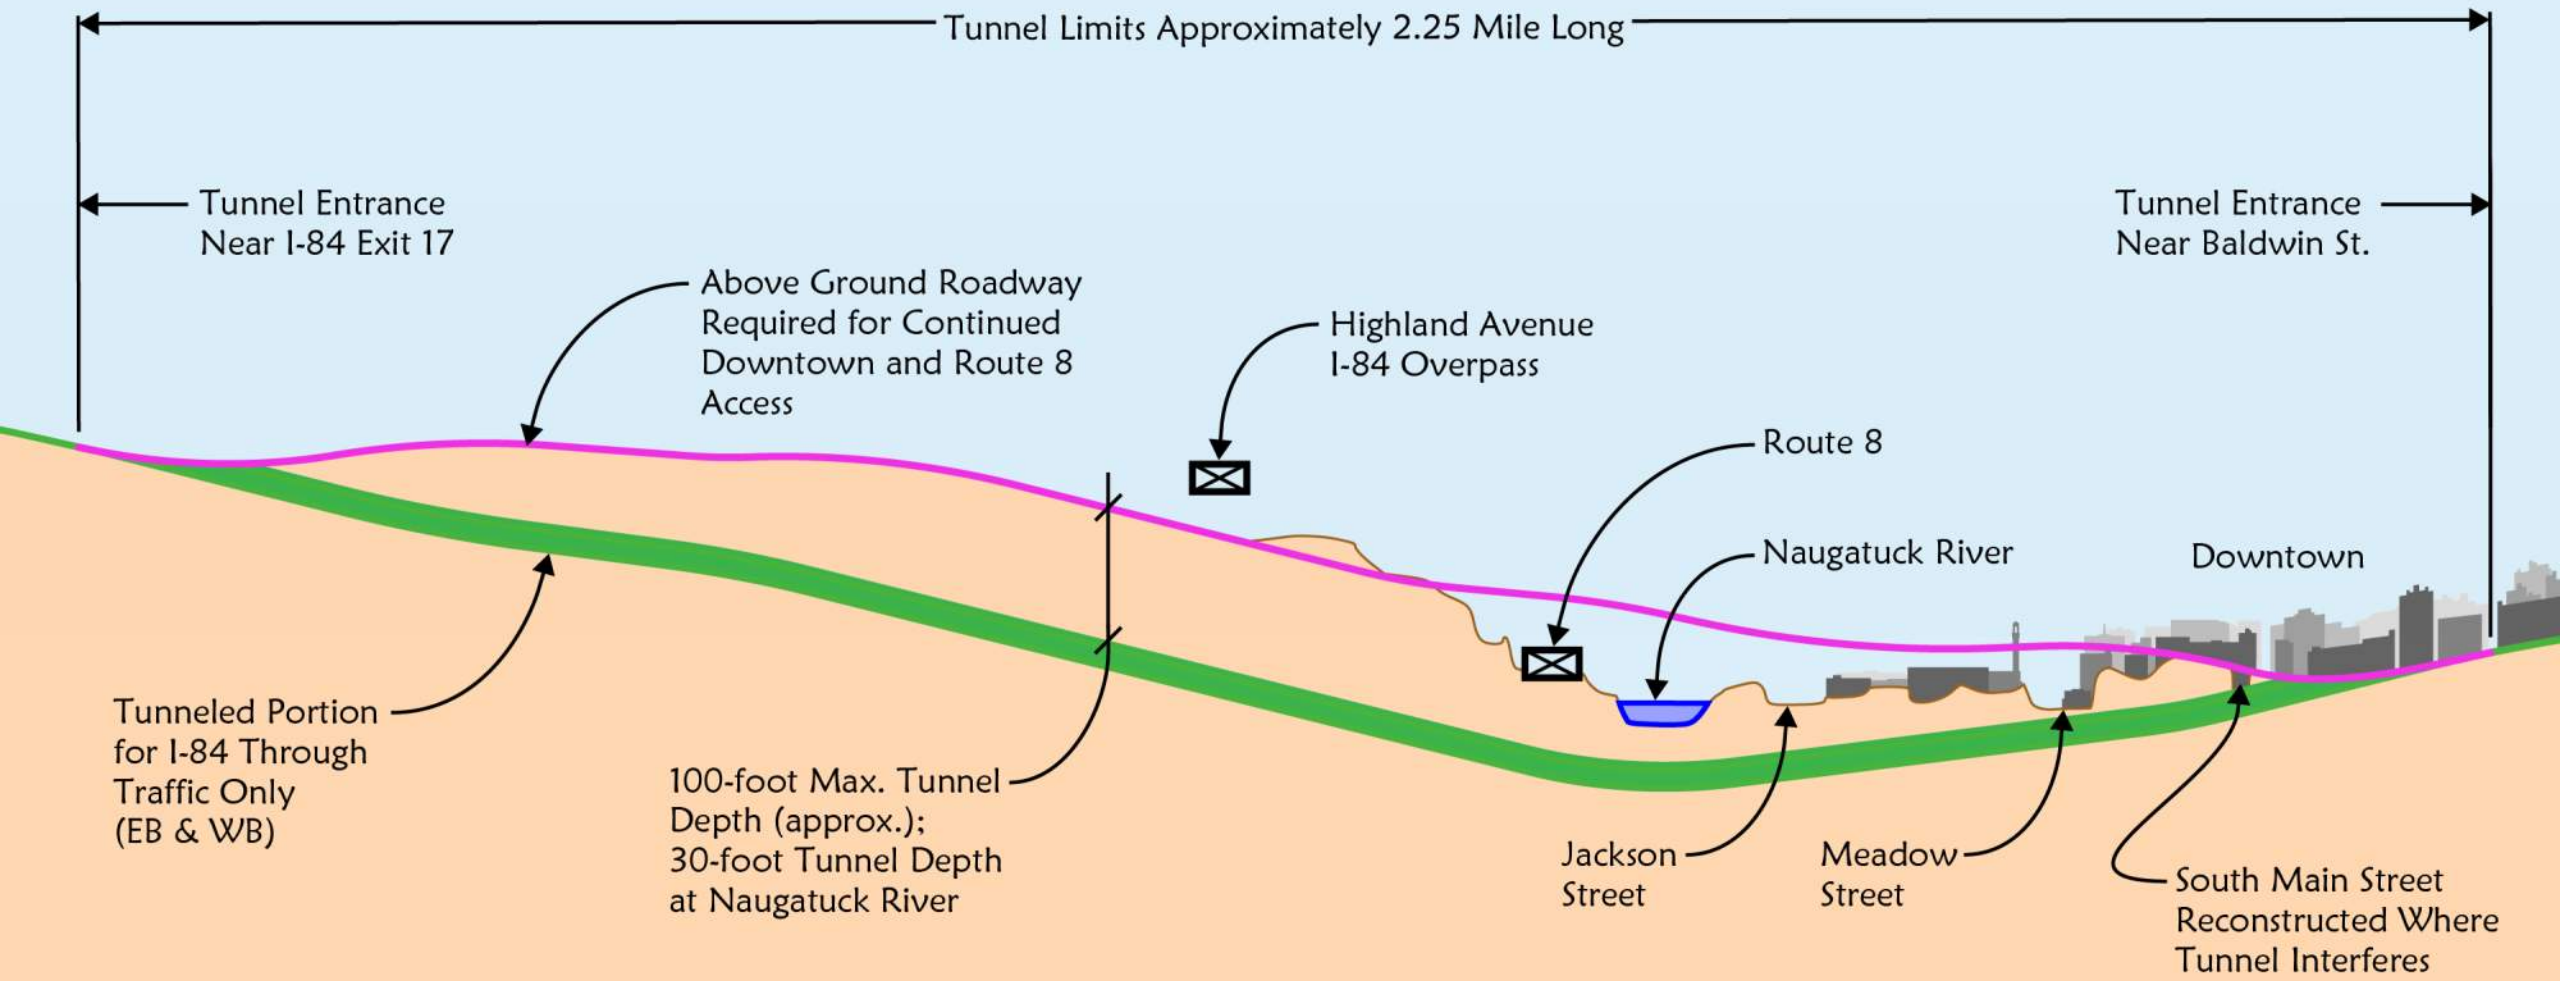 Tunnel Limits Approximately 2.25 Mile Long
Tunnel Entrance
Near I-84 Exit 17
Tunnel Entrance
Near Baldwin St.
Above Ground Roadway
Required for Continued
Downtown and Route 8
Access
Highland Avenue
I-84 Overpass
Route 8
Naugatuck River
Downtown
Tunneled Portion
for I-84 Through
Traffic Only
(EB & WB)
100-foot Max. Tunnel
Depth (approx.);
30-foot Tunnel Depth
at Naugatuck River
Jackson
Street
Meadow
Street
South Main Street
Reconstructed Where
Tunnel Interferes